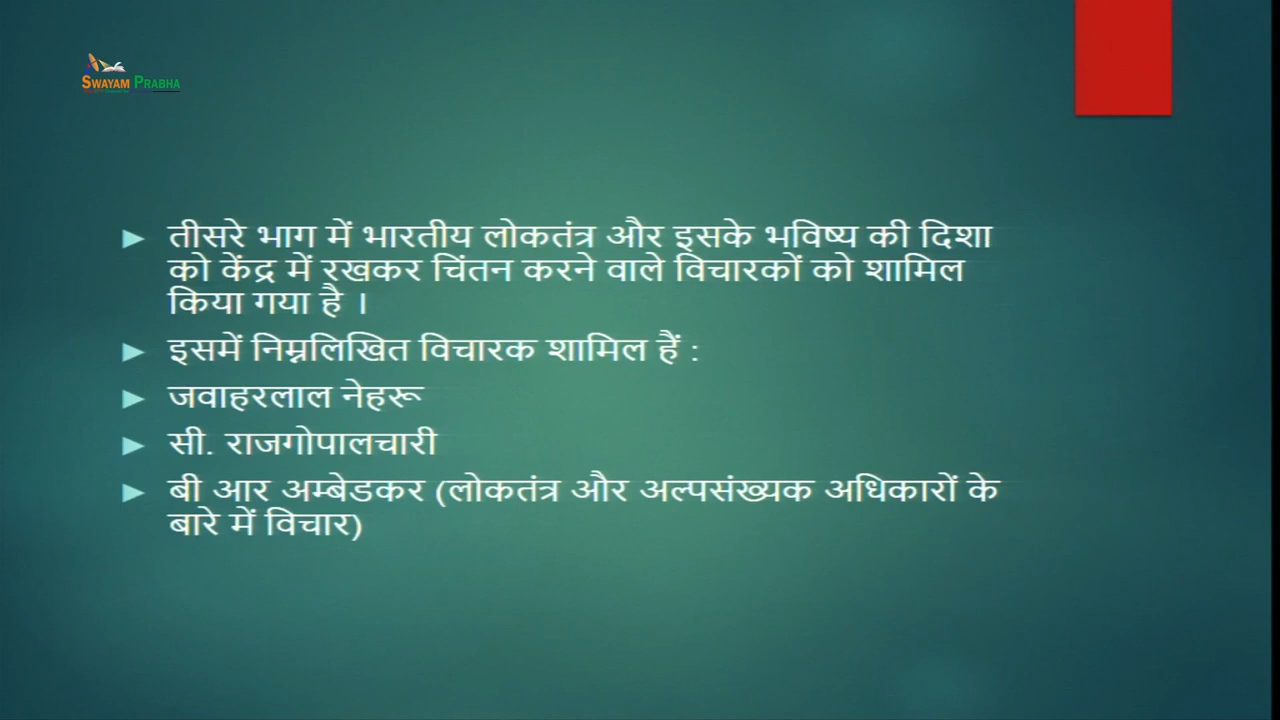 SWAYAM PRABHA
तीसरे भाग में भारतीय लोकतंत्र और इसके भविष्य की दिशा
को केंद्र में रखकर चिंतन करने वाले विचारकों को शामिल
किया गया है ।
इसमें निम्नलिखित विचारक शामिल हैं :
जवाहरलाल नेहरू
सी. राजगोपालचारी
बी आर अम्बेडकर (लोकतंत्र और अल्पसंख्यक अधिकारों के
बारे में विचार)